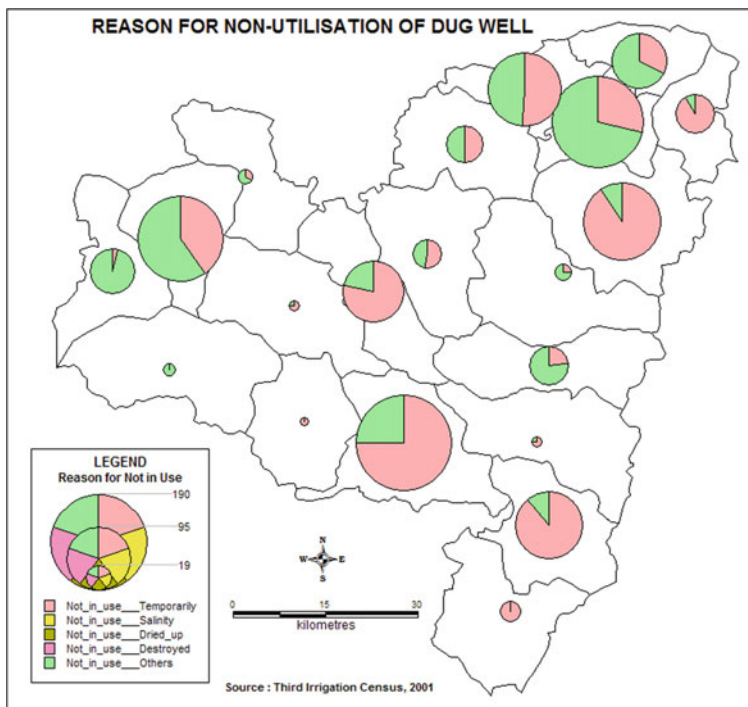 REASON FOR NON-UTILISATION OF DUG WELL
LEGEND
Reason for Not in Use
190
95
19
Not_in_use___Temporarily
Not_in_use___Salinity
Not_in_use___Dried_up
Not_in_use___Destroyed
Not_in_use___Others
N
W E
S
0 15 30
kilometres
Source : Third Irrigation Census, 2001